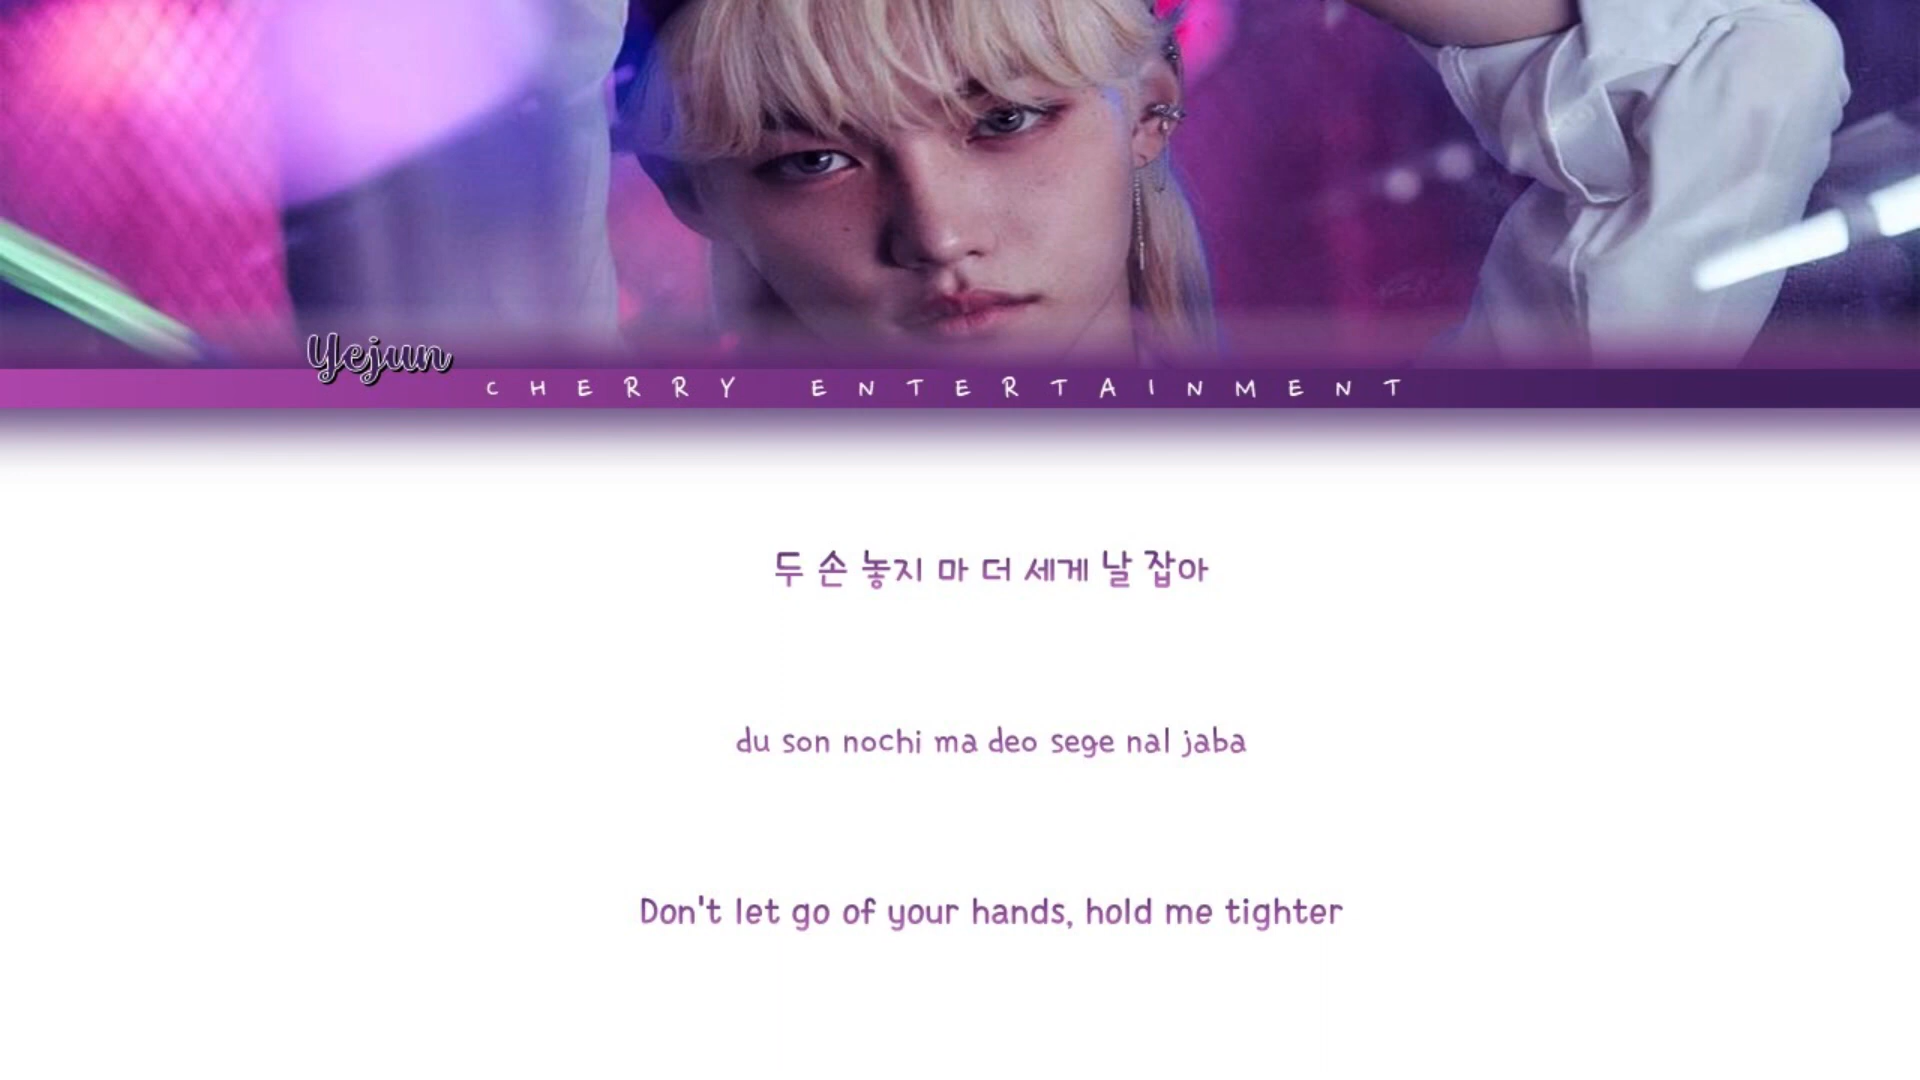 Yejun
CHERRY ENTERTAINMENT
두 손 놓지 마 더 세게 날 잡아
du son nochi ma deo sege nal jaba
Don't let go of your hands, hold me tighter